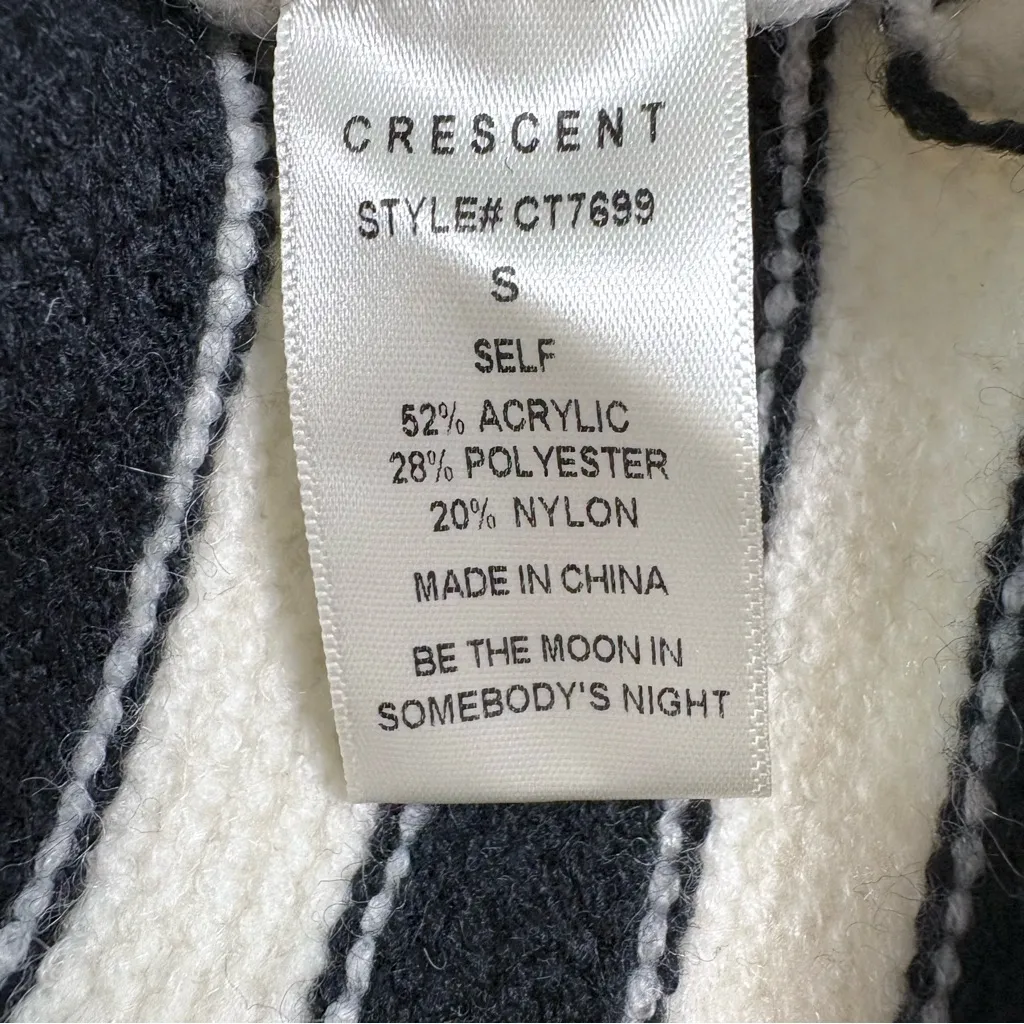 CRESCENT
STYLE# CT7699
S
SELF
52% ACRYLIC
28% POLYESTER
20% NYLON
MADE IN CHINA
BE THE MOON IN
SOMEBODY'S NIGHT